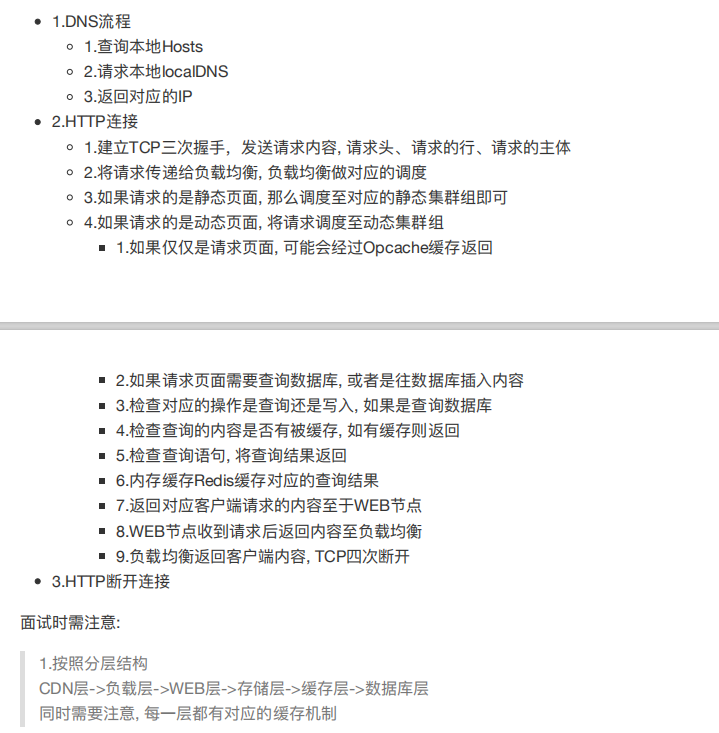 1.DNS流程
1.查询本地Hosts
2.请求本地localDNS
3.返回对应的IP
2.HTTP连接
1.建立TCP三次握手，发送请求内容, 请求头、请求的行、请求的主体
2.将请求传递给负载均衡, 负载均衡做对应的调度
3.如果请求的是静态页面, 那么调度至对应的静态集群组即可
4.如果请求的是动态页面, 将请求调度至动态集群组
1.如果仅仅是请求页面, 可能会经过Opcache缓存返回
2.如果请求页面需要查询数据库, 或者是往数据库插入内容
3.检查对应的操作是查询还是写入, 如果是查询数据库
4.检查查询的内容是否有被缓存, 如有缓存则返回
5.检查查询语句, 将查询结果返回
6.内存缓存Redis缓存对应的查询结果
7.返回对应客户端请求的内容至于WEB节点
8.WEB节点收到请求后返回内容至负载均衡
9.负载均衡返回客户端内容, TCP四次断开
3.HTTP断开连接
面试时需注意:
1.按照分层结构
CDN层->负载层->WEB层->存储层->缓存层->数据库层
同时需要注意, 每一层都有对应的缓存机制